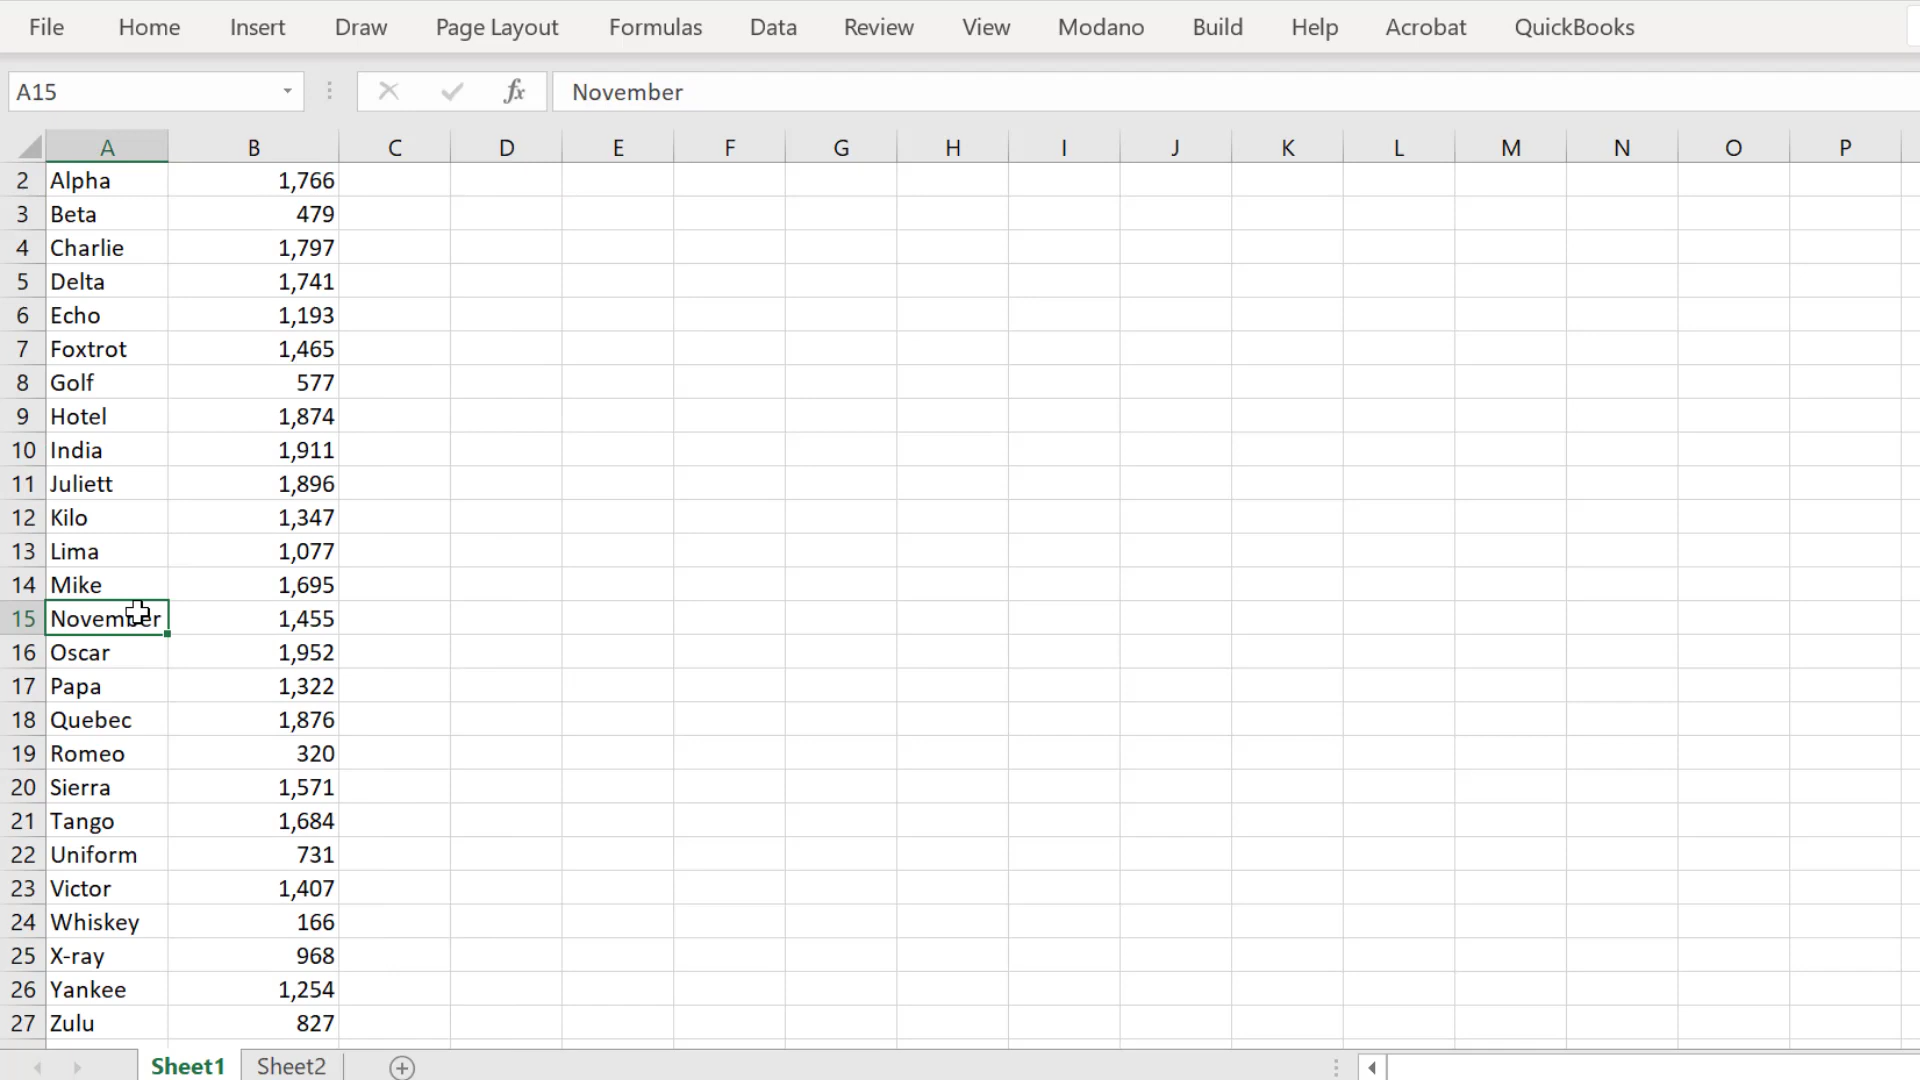 File Home Insert Draw Page Layout Formulas Data Review View Modano Build Help Acrobat QuickBooks
A15 fx November
A B C D E F G H I J K L M N O P
2 Alpha 1,766
3 Beta 479
4 Charlie 1,797
5 Delta 1,741
6 Echo 1,193
7 Foxtrot 1,465
8 Golf 577
9 Hotel 1,874
10 India 1,911
11 Juliett 1,896
12 Kilo 1,347
13 Lima 1,077
14 Mike 1,695
15 November 1,455
16 Oscar 1,952
17 Papa 1,322
18 Quebec 1,876
19 Romeo 320
20 Sierra 1,571
21 Tango 1,684
22 Uniform 731
23 Victor 1,407
24 Whiskey 166
25 X-ray 968
26 Yankee 1,254
27 Zulu 827
Sheet1 Sheet2